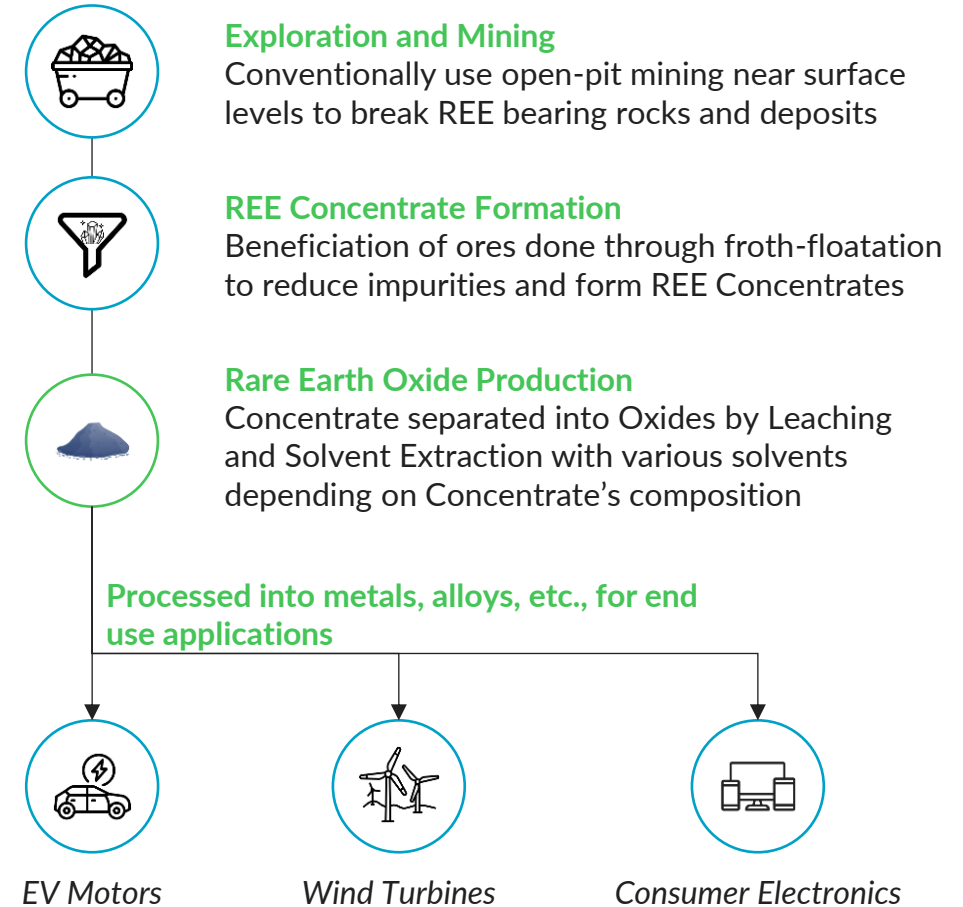 Exploration and Mining
Conventionally use open-pit mining near surface
levels to break REE bearing rocks and deposits
REE Concentrate Formation
Beneficiation of ores done through froth-floatation
to reduce impurities and form REE Concentrates
Rare Earth Oxide Production
Concentrate separated into Oxides by Leaching
and Solvent Extraction with various solvents
depending on Concentrate’s composition
Processed into metals, alloys, etc., for end
use applications
EV Motors
Wind Turbines
Consumer Electronics